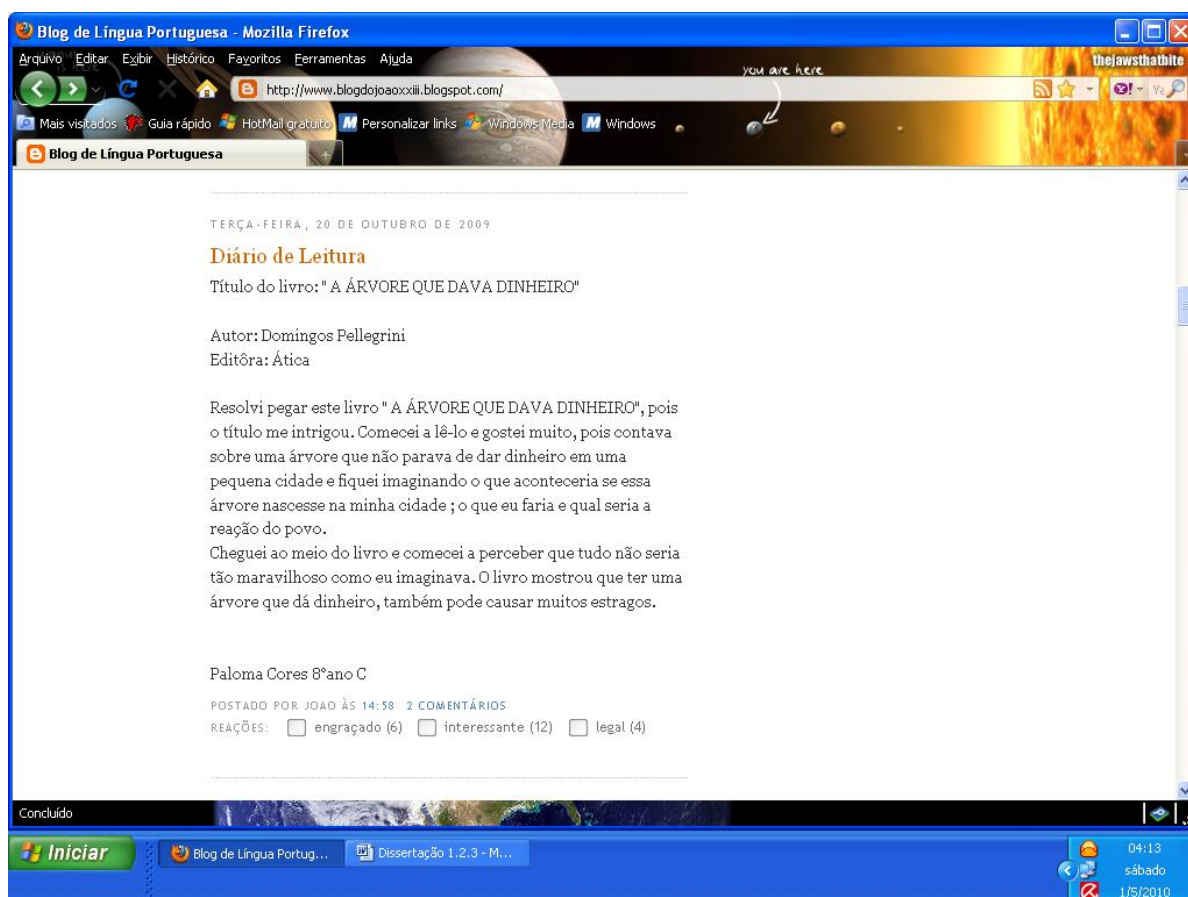 Blog de Língua Portuguesa - Mozilla Firefox
Arquivo Editar Exibir Histórico Favoritos Ferramentas Ajuda
you are here
thejawsthatbite
http://www.blogdojoaoxxiii.blogspot.com/
Mais visitados Guia rápido HotMail gratuito Personalizar links Windows Media Windows
Blog de Língua Portuguesa
TERÇA-FEIRA, 20 DE OUTUBRO DE 2009
Diário de Leitura
Título do livro: " A ÁRVORE QUE DAVA DINHEIRO"
Autor: Domingos Pellegrini
Editôra: Ática
Resolvi pegar este livro " A ÁRVORE QUE DAVA DINHEIRO", pois
o título me intrigou. Comecei a lê-lo e gostei muito, pois contava
sobre uma árvore que não parava de dar dinheiro em uma
pequena cidade e fiquei imaginando o que aconteceria se essa
árvore nascesse na minha cidade ; o que eu faria e qual seria a
reação do povo.
Cheguei ao meio do livro e comecei a perceber que tudo não seria
tão maravilhoso como eu imaginava. O livro mostrou que ter uma
árvore que dá dinheiro, também pode causar muitos estragos.
Paloma Cores 8°ano C
POSTADO POR JOAO ÀS 14:58 2 COMENTÁRIOS
REAÇÕES: engraçado (6) interessante (12) legal (4)
Concluído
Iniciar Blog de Língua Portug... Dissertação 1.2.3 - M... 04:13
sábado
1/5/2010